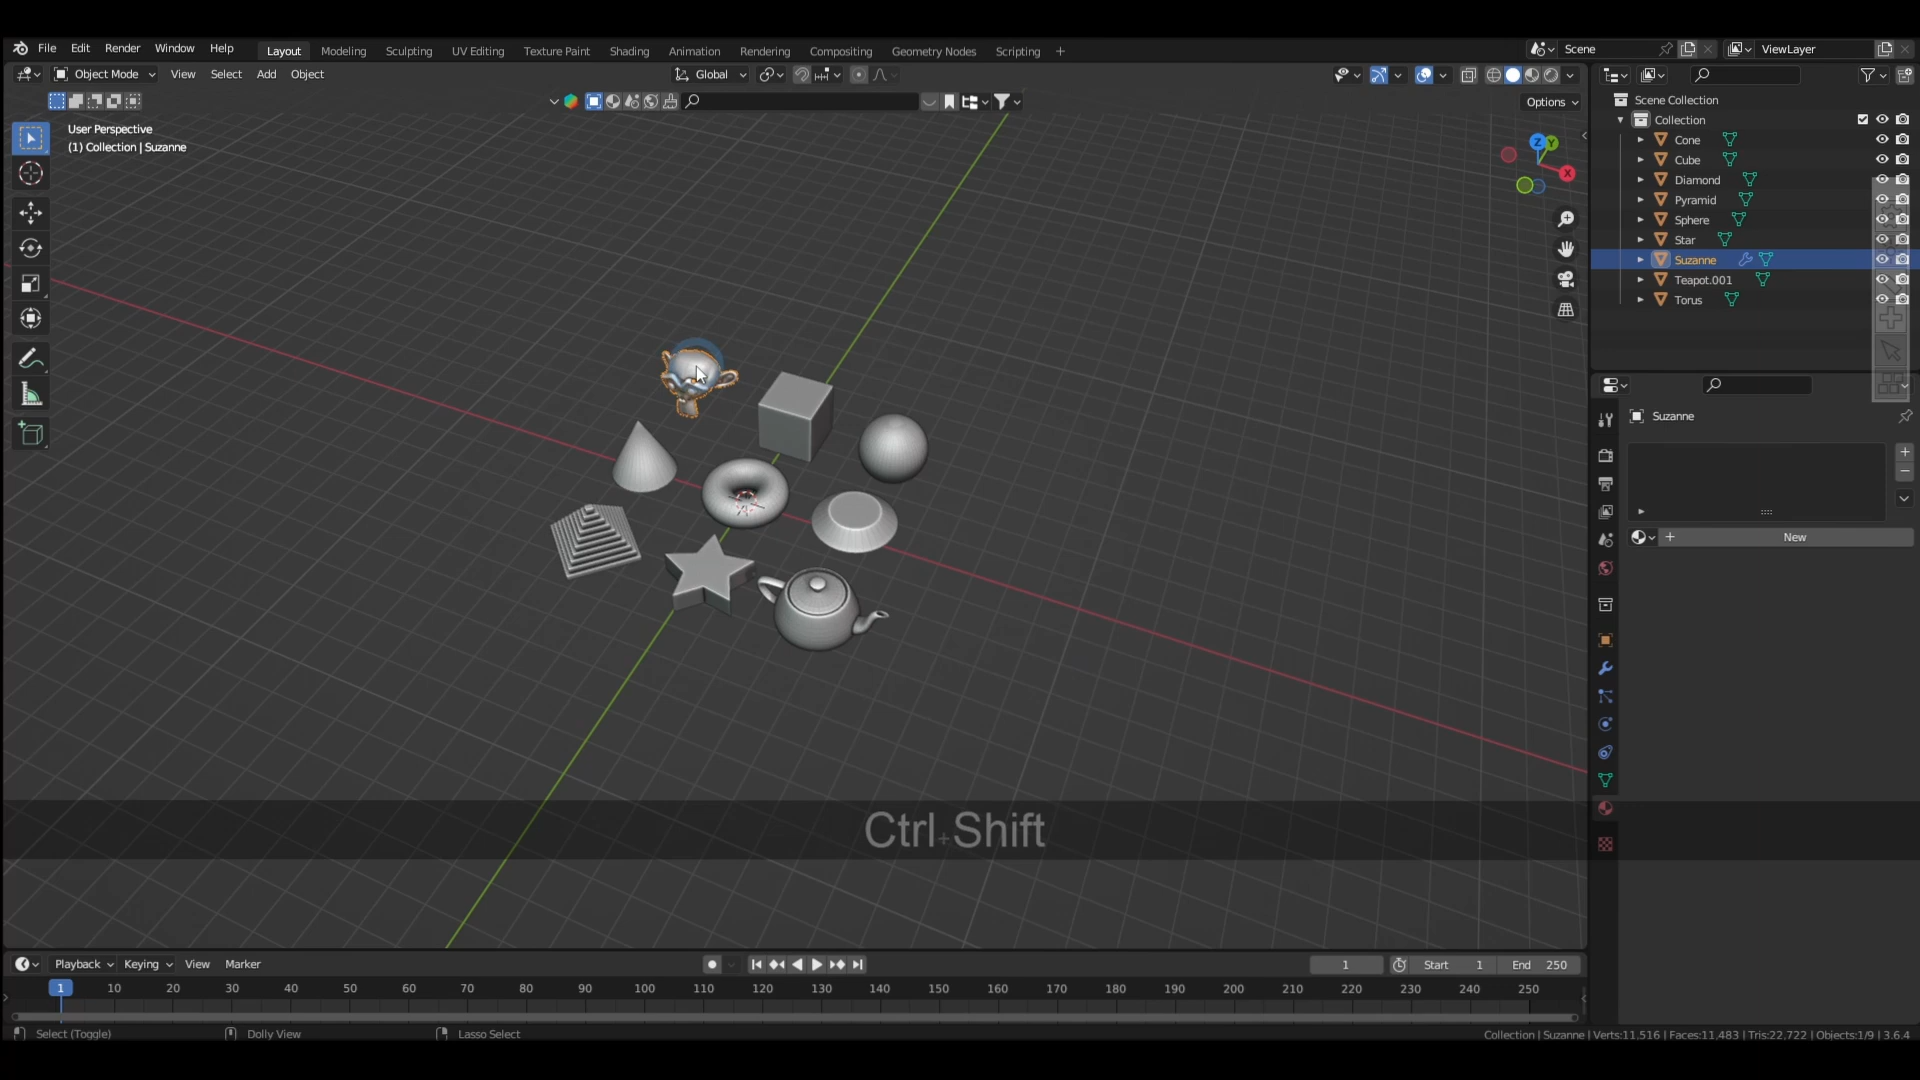 File Edit Render Window Help Layout Modeling Sculpting UV Editing Texture Paint Shading Animation Rendering Compositing Geometry Nodes Scripting + Scene ViewLayer
Object Mode View Select Add Object Global
Options
User Perspective
(1) Collection | Suzanne
Z Y
X
Scene Collection
Collection
Cone
Cube
Diamond
Pyramid
Sphere
Star
Suzanne
Teapot.001
Torus
Suzanne
+ New
Ctrl+Shift
Playback Keying View Marker 1 Start 1 End 250
1 10 20 30 40 50 60 70 80 90 100 110 120 130 140 150 160 170 180 190 200 210 220 230 240 250
Select (Toggle) Dolly View Lasso Select Collection | Suzanne | Verts:11,516 | Faces:11,483 | Tris:22,722 | Objects:1/9 | 3.6.4